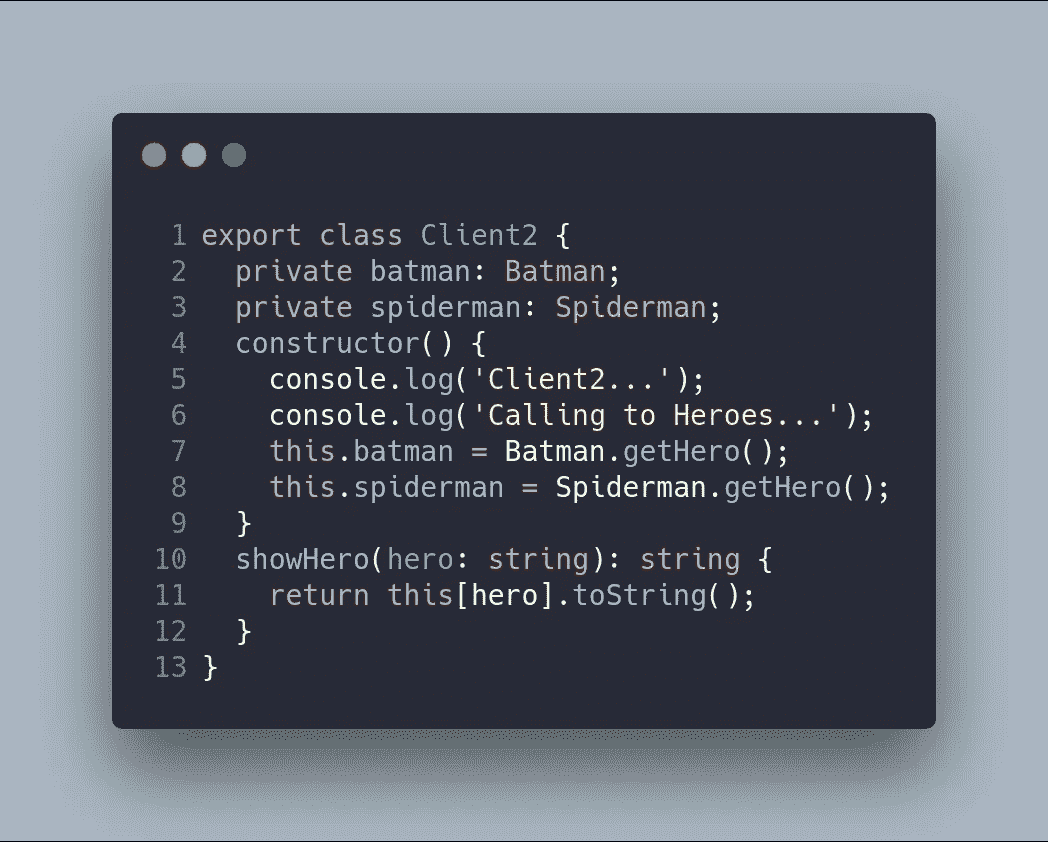 1 export class Client2 {
2   private batman: Batman;
3   private spiderman: Spiderman;
4   constructor() {
5     console.log('Client2...');
6     console.log('Calling to Heroes...');
7     this.batman = Batman.getHero();
8     this.spiderman = Spiderman.getHero();
9   }
10   showHero(hero: string): string {
11     return this[hero].toString();
12   }
13 }